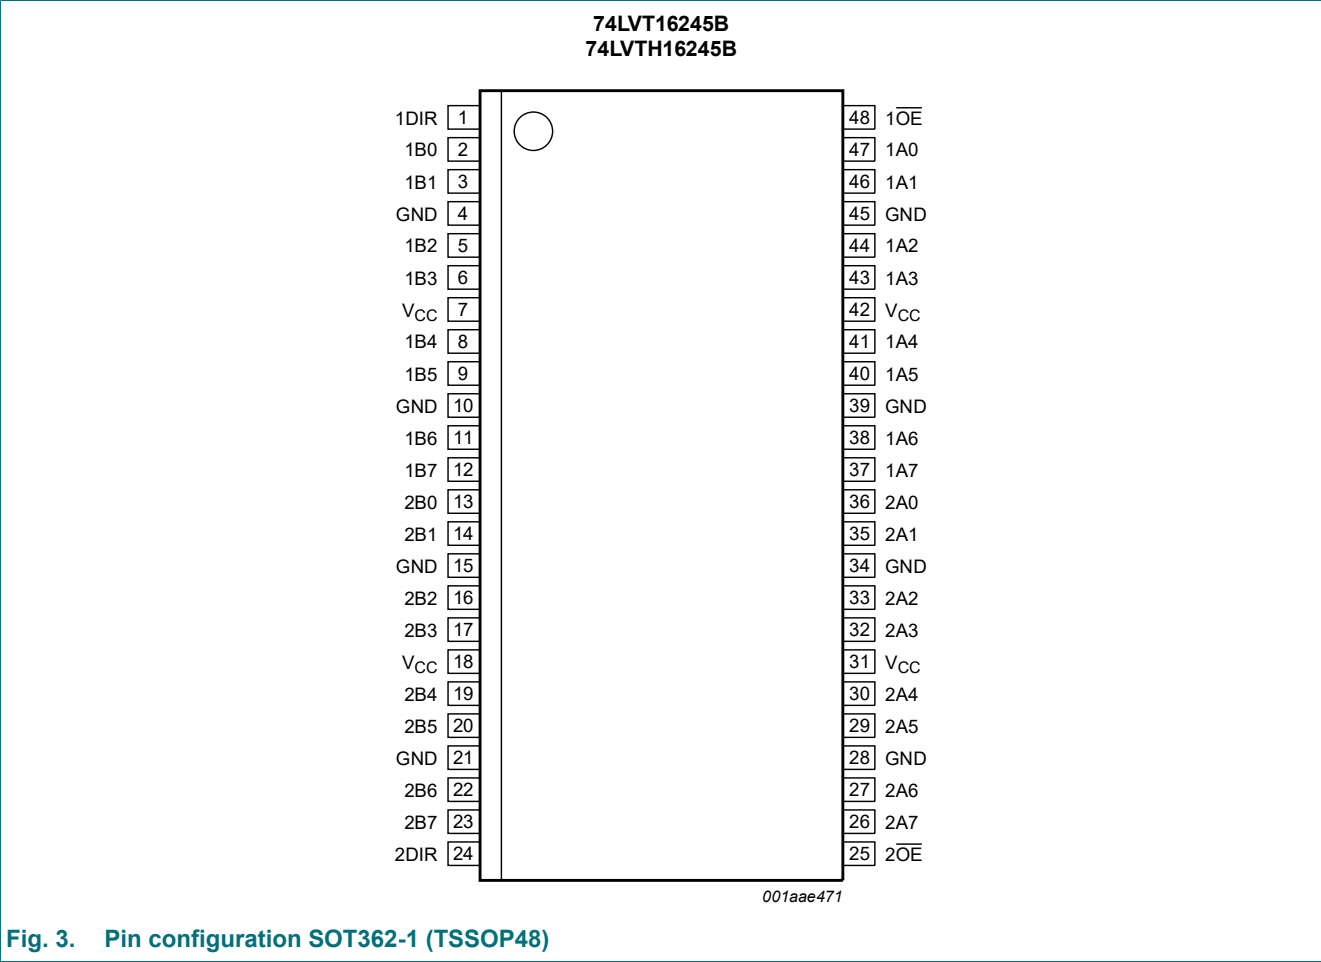 74LVT16245B
74LVTH16245B
1DIR 1 48 1O̅E̅
1B0 2 47 1A0
1B1 3 46 1A1
GND 4 45 GND
1B2 5 44 1A2
1B3 6 43 1A3
VCC 7 42 VCC
1B4 8 41 1A4
1B5 9 40 1A5
GND 10 39 GND
1B6 11 38 1A6
1B7 12 37 1A7
2B0 13 36 2A0
2B1 14 35 2A1
GND 15 34 GND
2B2 16 33 2A2
2B3 17 32 2A3
VCC 18 31 VCC
2B4 19 30 2A4
2B5 20 29 2A5
GND 21 28 GND
2B6 22 27 2A6
2B7 23 26 2A7
2DIR 24 25 2O̅E̅
001aae471
Fig. 3. Pin configuration SOT362-1 (TSSOP48)